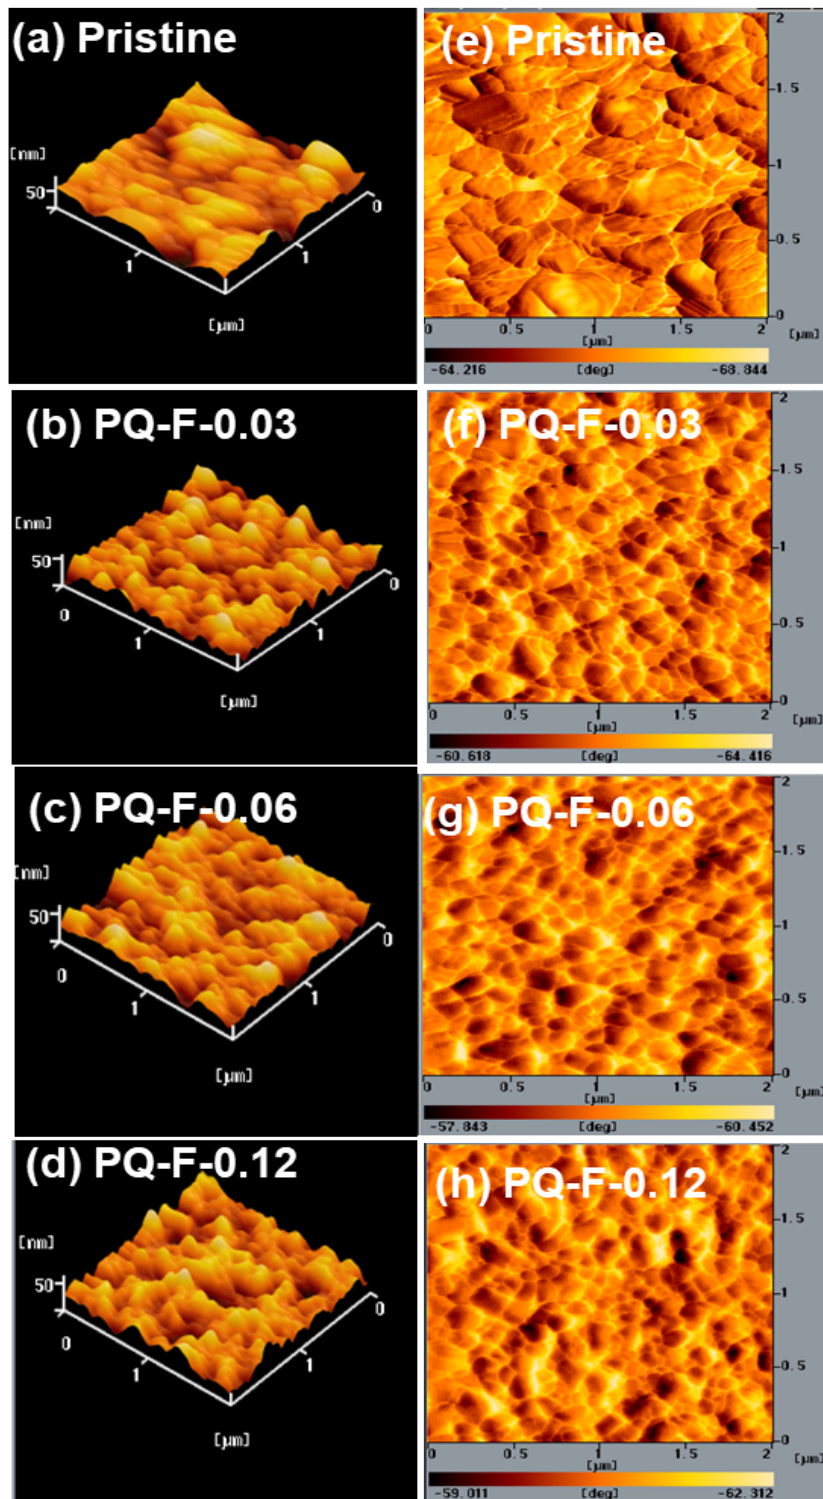 (a) Pristine
[nm]
50
0
1
1
[μm]
(e) Pristine
2
1.5
1
0.5
0
0
0.5
1
1.5
2
[μm]
[μm]
-64.216
[deg]
-68.844
(b) PQ-F-0.03
[nm]
50
0
0
1
1
[μm]
(f) PQ-F-0.03
2
1.5
1
0.5
0
0
0.5
1
1.5
2
[μm]
[μm]
-60.618
[deg]
-64.416
(c) PQ-F-0.06
[nm]
50
0
0
1
1
[μm]
(g) PQ-F-0.06
2
1.5
1
0.5
0
0
0.5
1
1.5
2
[μm]
[μm]
-57.843
[deg]
-60.452
(d) PQ-F-0.12
[nm]
50
0
0
1
1
[μm]
(h) PQ-F-0.12
2
1.5
1
0.5
0
0
0.5
1
1.5
2
[μm]
[μm]
-59.011
[deg]
-62.312